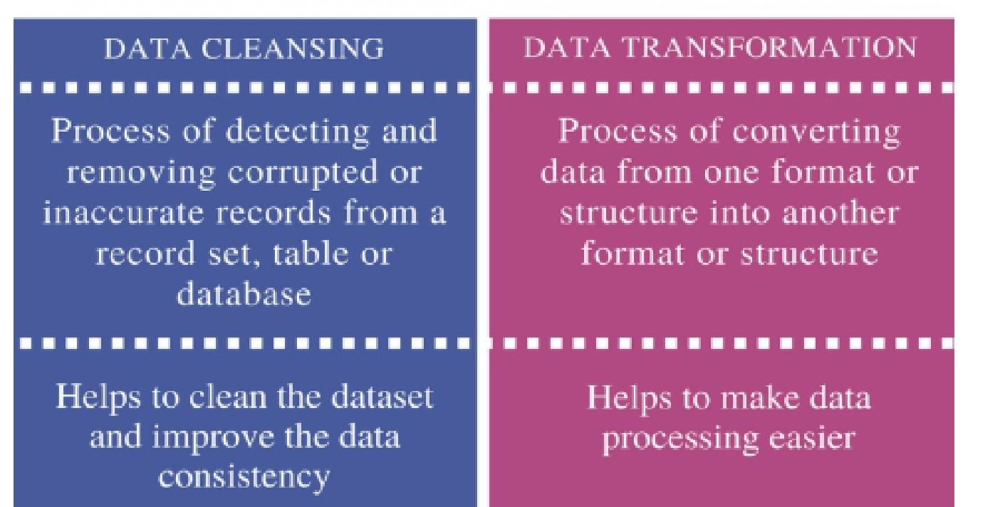 DATA CLEANSING
Process of detecting and
removing corrupted or
inaccurate records from a
record set, table or
database
Helps to clean the dataset
and improve the data
consistency
DATA TRANSFORMATION
Process of converting
data from one format or
structure into another
format or structure
Helps to make data
processing easier